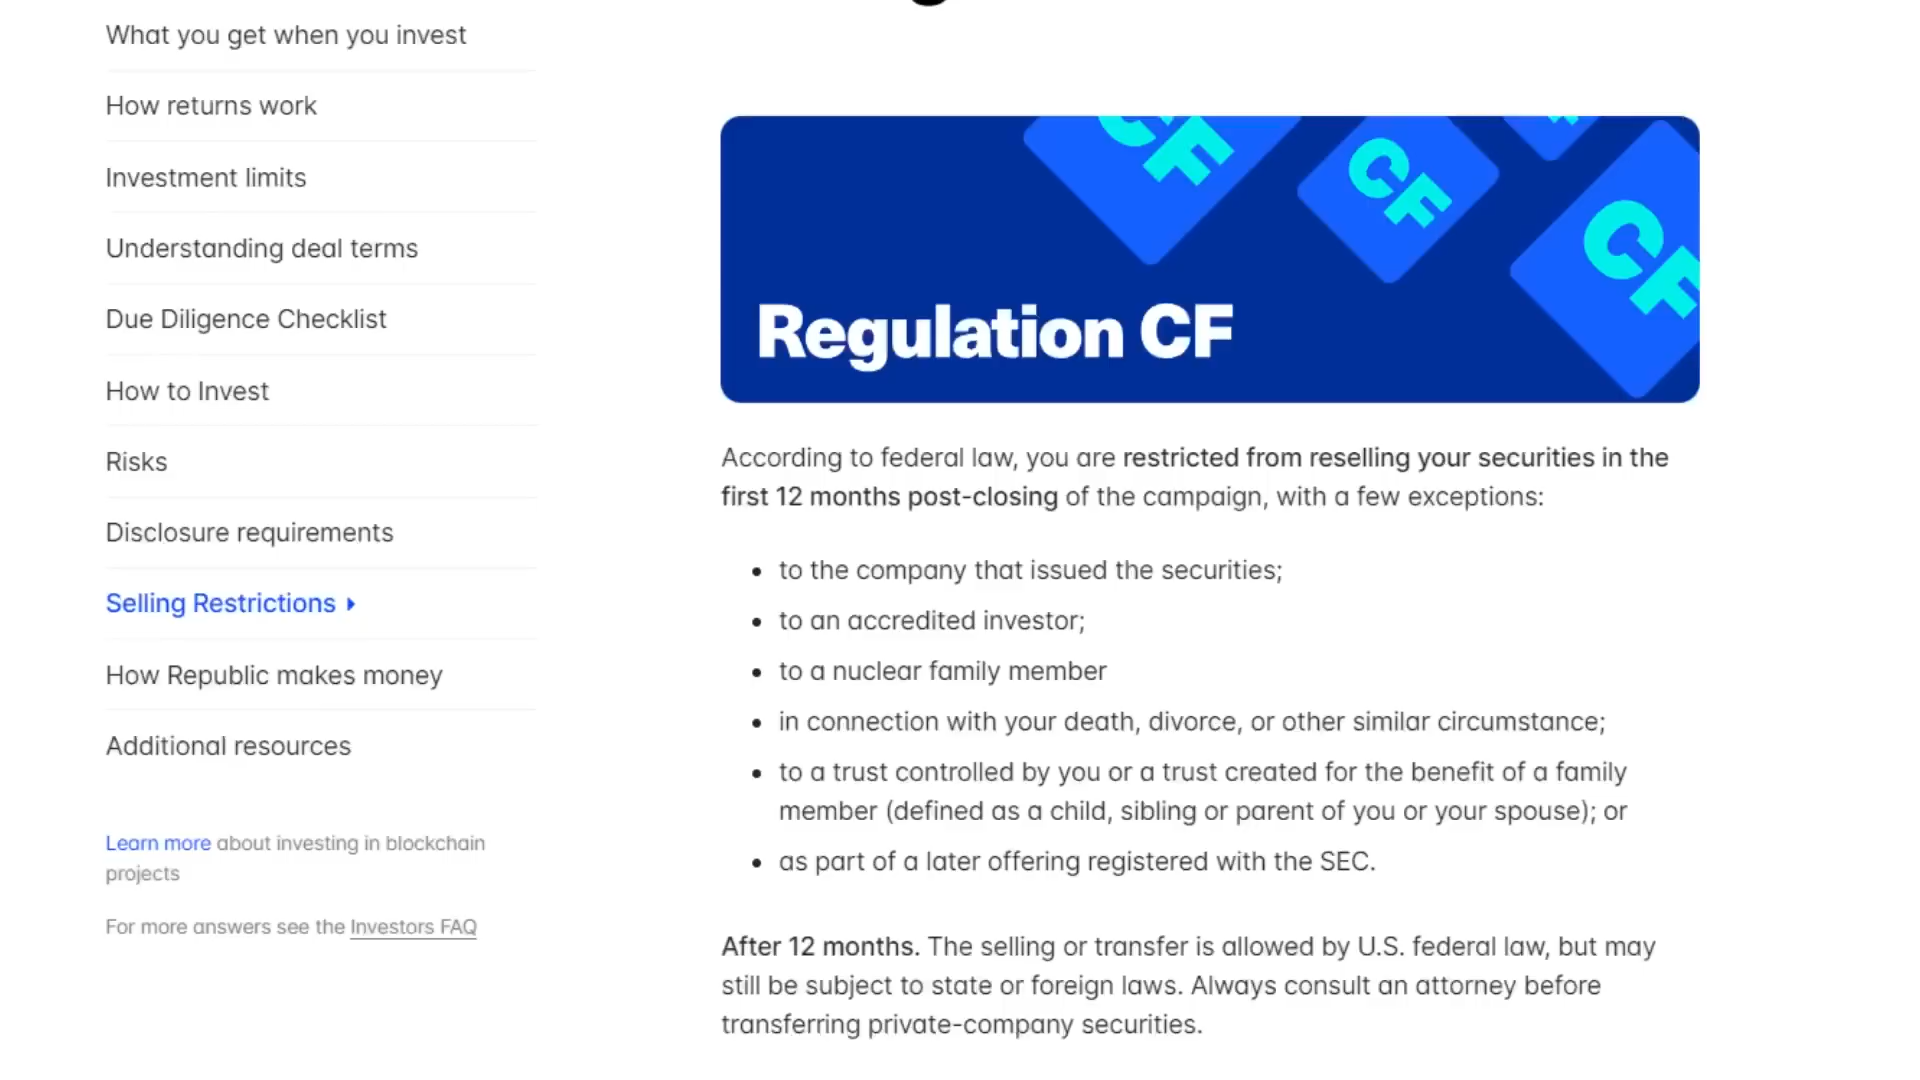 What you get when you invest
How returns work
Investment limits
Understanding deal terms
Due Diligence Checklist
How to Invest
Risks
Disclosure requirements
Selling Restrictions
How Republic makes money
Additional resources
Learn more about investing in blockchain
projects
For more answers see the Investors FAQ
CF
CF
CF
Regulation CF
According to federal law, you are restricted from reselling your securities in the
first 12 months post-closing of the campaign, with a few exceptions:
• to the company that issued the securities;
• to an accredited investor;
• to a nuclear family member
• in connection with your death, divorce, or other similar circumstance;
• to a trust controlled by you or a trust created for the benefit of a family
member (defined as a child, sibling or parent of you or your spouse); or
• as part of a later offering registered with the SEC.
After 12 months. The selling or transfer is allowed by U.S. federal law, but may
still be subject to state or foreign laws. Always consult an attorney before
transferring private-company securities.